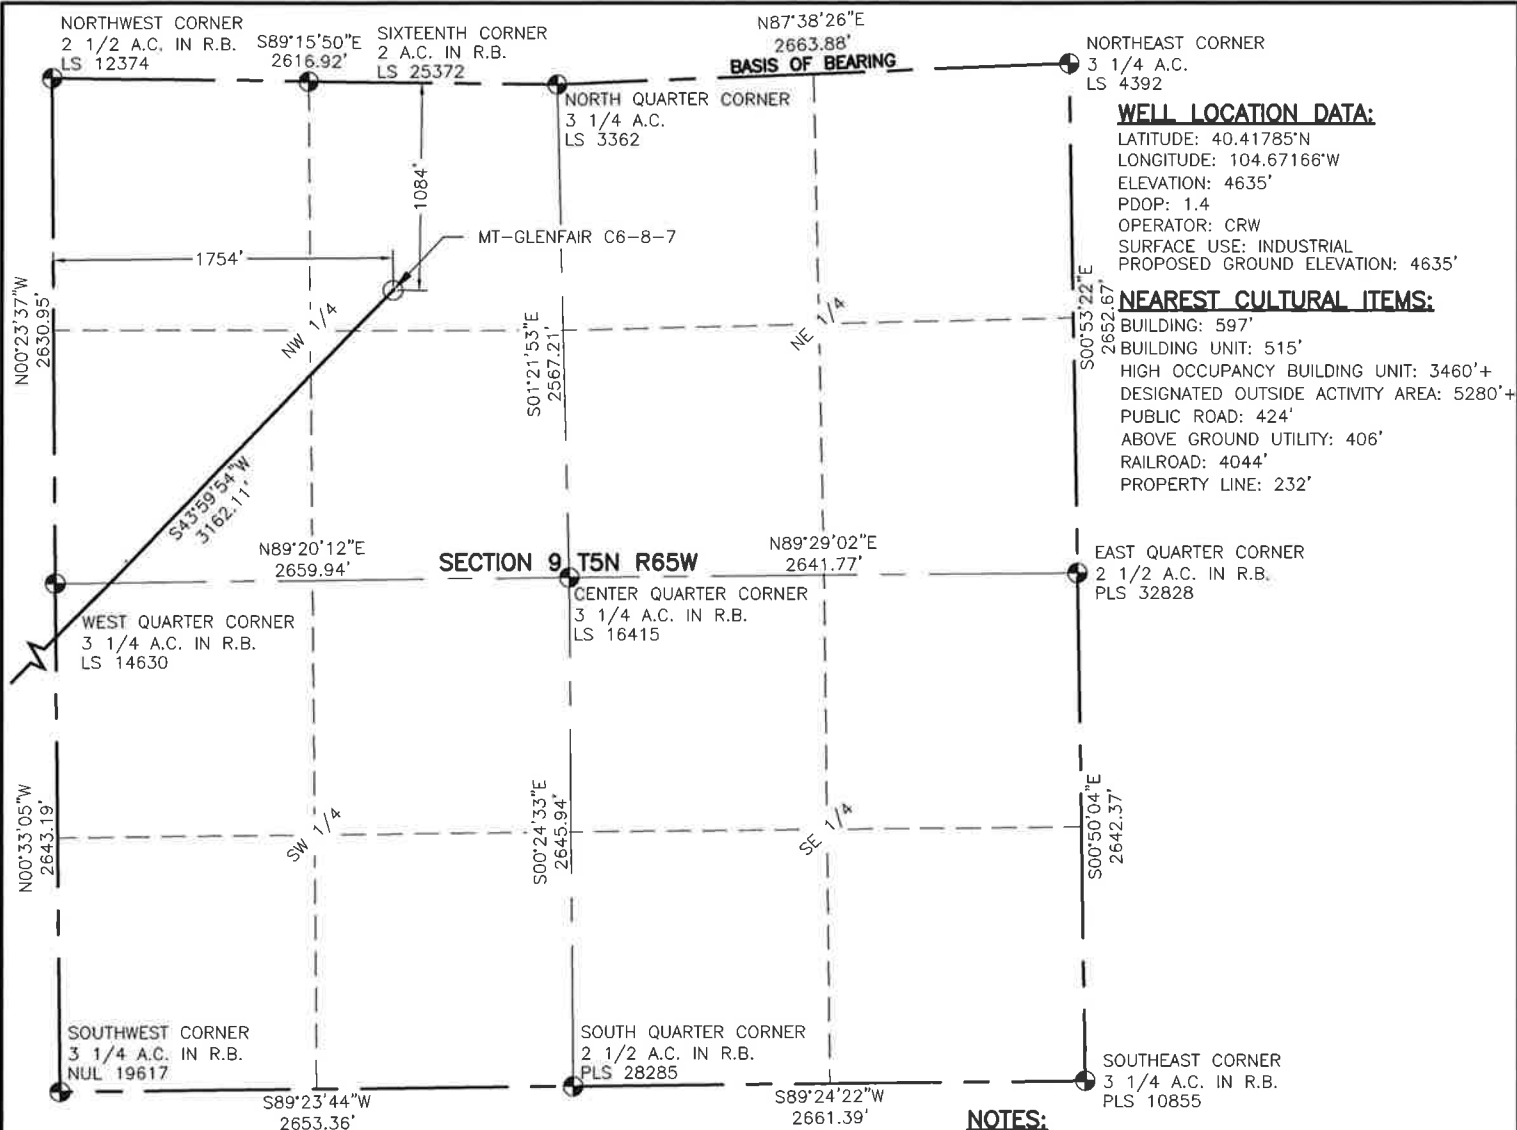 NORTHWEST CORNER
2 1/2 A.C. IN R.B.
LS 12374
S89°15'50"E
2616.92'
SIXTEENTH CORNER
2 A.C. IN R.B.
LS 25372
N87°38'26"E
2663.88'
BASIS OF BEARING
NORTHEAST CORNER
3 1/4 A.C.
LS 4392
NORTH QUARTER CORNER
3 1/4 A.C.
LS 3362
WELL LOCATION DATA:
LATITUDE: 40.41785°N
LONGITUDE: 104.67166°W
ELEVATION: 4635'
PDOP: 1.4
OPERATOR: CRW
SURFACE USE: INDUSTRIAL
PROPOSED GROUND ELEVATION: 4635'
1084'
MT-GLENFAIR C6-8-7
1754'
N00°23'37"W
2630.95'
NW 1/4
S01°21'53"E
2567.21'
NE 1/4
S00°53'22"E
2652.67'
NEAREST CULTURAL ITEMS:
BUILDING: 597'
BUILDING UNIT: 515'
HIGH OCCUPANCY BUILDING UNIT: 3460'+
DESIGNATED OUTSIDE ACTIVITY AREA: 5280'+
PUBLIC ROAD: 424'
ABOVE GROUND UTILITY: 406'
RAILROAD: 4044'
PROPERTY LINE: 232'
S43°59'54"W
3162.11'
N89°20'12"E
2659.94'
SECTION 9 T5N R65W
N89°29'02"E
2641.77'
EAST QUARTER CORNER
2 1/2 A.C. IN R.B.
PLS 32828
WEST QUARTER CORNER
3 1/4 A.C. IN R.B.
LS 14630
CENTER QUARTER CORNER
3 1/4 A.C. IN R.B.
LS 16415
N00°33'05"W
2643.19'
SW 1/4
S00°24'33"E
2645.94'
SE 1/4
S00°50'04"E
2642.37'
SOUTHWEST CORNER
3 1/4 A.C. IN R.B.
NUL 19617
SOUTH QUARTER CORNER
2 1/2 A.C. IN R.B.
PLS 28285
SOUTHEAST CORNER
3 1/4 A.C. IN R.B.
PLS 10855
S89°23'44"W
2653.36'
S89°24'22"W
2661.39'
NOTES: